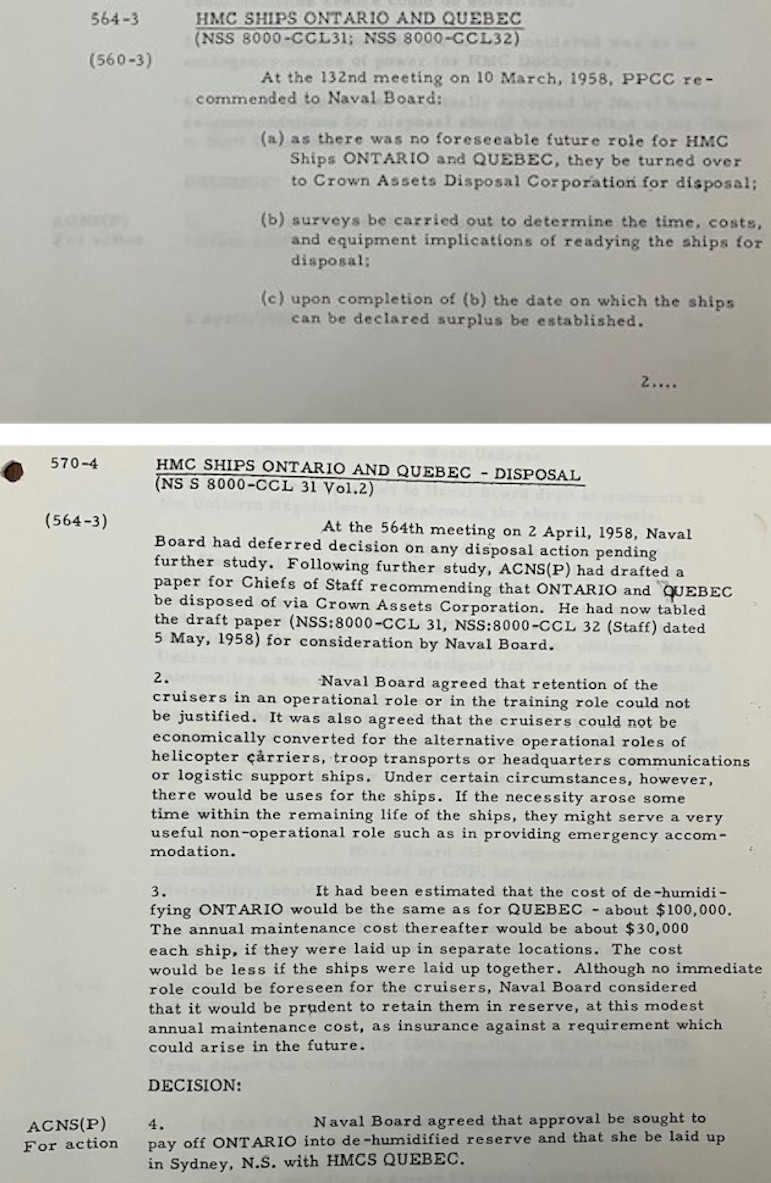 564-3 HMC SHIPS ONTARIO AND QUEBEC
(NSS 8000-CCL31; NSS 8000-CCL32)
(560-3)
At the 132nd meeting on 10 March, 1958, PPCC re-
commended to Naval Board:
(a) as there was no foreseeable future role for HMC
Ships ONTARIO and QUEBEC, they be turned over
to Crown Assets Disposal Corporation for disposal;
(b) surveys be carried out to determine the time, costs,
and equipment implications of readying the ships for
disposal;
(c) upon completion of (b) the date on which the ships
can be declared surplus be established.
2....
570-4 HMC SHIPS ONTARIO AND QUEBEC - DISPOSAL
(NS S 8000-CCL 31 Vol.2)
(564-3) At the 564th meeting on 2 April, 1958, Naval
Board had deferred decision on any disposal action pending
further study. Following further study, ACNS(P) had drafted a
paper for Chiefs of Staff recommending that ONTARIO and QUEBEC
be disposed of via Crown Assets Corporation. He had now tabled
the draft paper (NSS:8000-CCL 31, NSS:8000-CCL 32 (Staff) dated
5 May, 1958) for consideration by Naval Board.
2. Naval Board agreed that retention of the
cruisers in an operational role or in the training role could not
be justified. It was also agreed that the cruisers could not be
economically converted for the alternative operational roles of
helicopter carriers, troop transports or headquarters communications
or logistic support ships. Under certain circumstances, however,
there would be uses for the ships. If the necessity arose some
time within the remaining life of the ships, they might serve a very
useful non-operational role such as in providing emergency accom-
modation.
3. It had been estimated that the cost of de-humidi-
fying ONTARIO would be the same as for QUEBEC - about $100,000.
The annual maintenance cost thereafter would be about $30,000
each ship, if they were laid up in separate locations. The cost
would be less if the ships were laid up together. Although no immediate
role could be foreseen for the cruisers, Naval Board considered
that it would be prudent to retain them in reserve, at this modest
annual maintenance cost, as insurance against a requirement which
could arise in the future.
DECISION:
ACNS(P) 4. Naval Board agreed that approval be sought to
For action pay off ONTARIO into de-humidified reserve and that she be laid up
in Sydney, N.S. with HMCS QUEBEC.